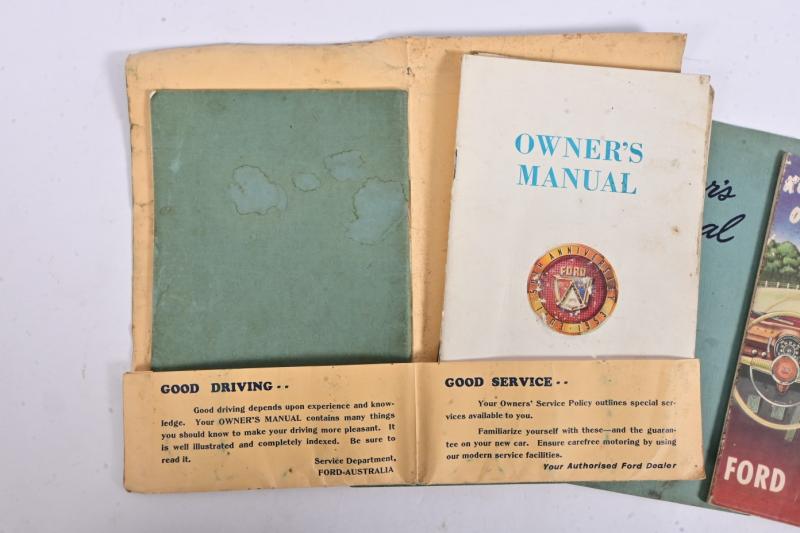 OWNER'S
MANUAL
50TH ANNIVERSARY
FORD
GOOD DRIVING - -
Good driving depends upon experience and know-
ledge. Your OWNER'S MANUAL contains many things
you should know to make your driving more pleasant. It
is well illustrated and completely indexed. Be sure to
read it.
Service Department,
FORD-AUSTRALIA
GOOD SERVICE - -
Your Owners' Service Policy outlines special ser-
vices available to you.
Familiarize yourself with these—and the guaran-
tee on your new car. Ensure carefree motoring by using
our modern service facilities.
Your Authorised Ford Dealer
r's
al
FORD